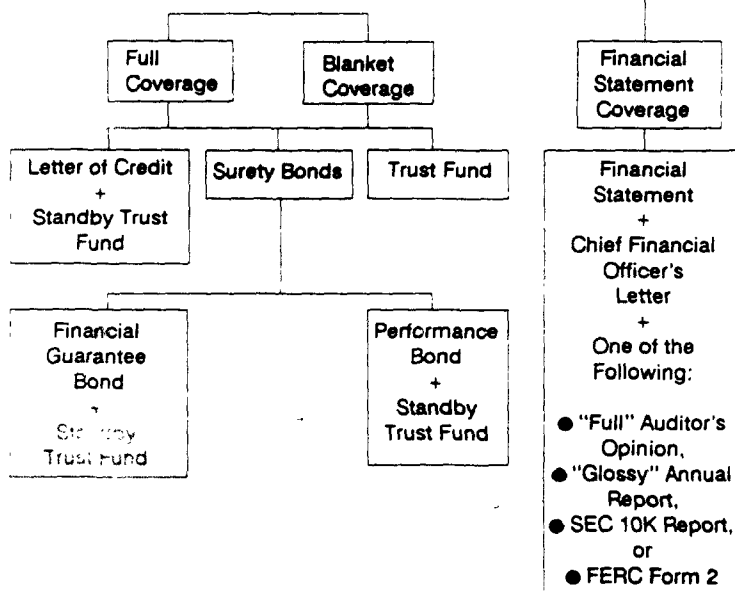 Full
Coverage
Blanket
Coverage
Financial
Statement
Coverage
Letter of Credit
+
Standby Trust
Fund
Surety Bonds
Trust Fund
Financial
Statement
+
Chief Financial
Officer's
Letter
+
One of the
Following:
● "Full" Auditor's
Opinion,
● "Glossy" Annual
Report,
● SEC 10K Report,
or
● FERC Form 2
Financial
Guarantee
Bond
+
Standby
Trust Fund
Performance
Bond
+
Standby
Trust Fund